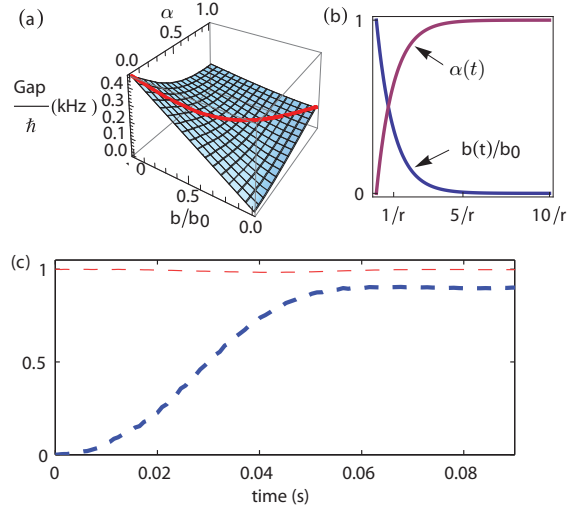 (a)
α
0.0
0.5
1.0
Gap
ħ
(kHz)
0.4
0.3
0.2
0.1
0.0
1.0
0.5
0.0
b/b0
(b)
1
0
α(t)
b(t)/b0
1/r
5/r
10/r
(c)
1
0.5
0
0
0.02
0.04
0.06
0.08
time (s)